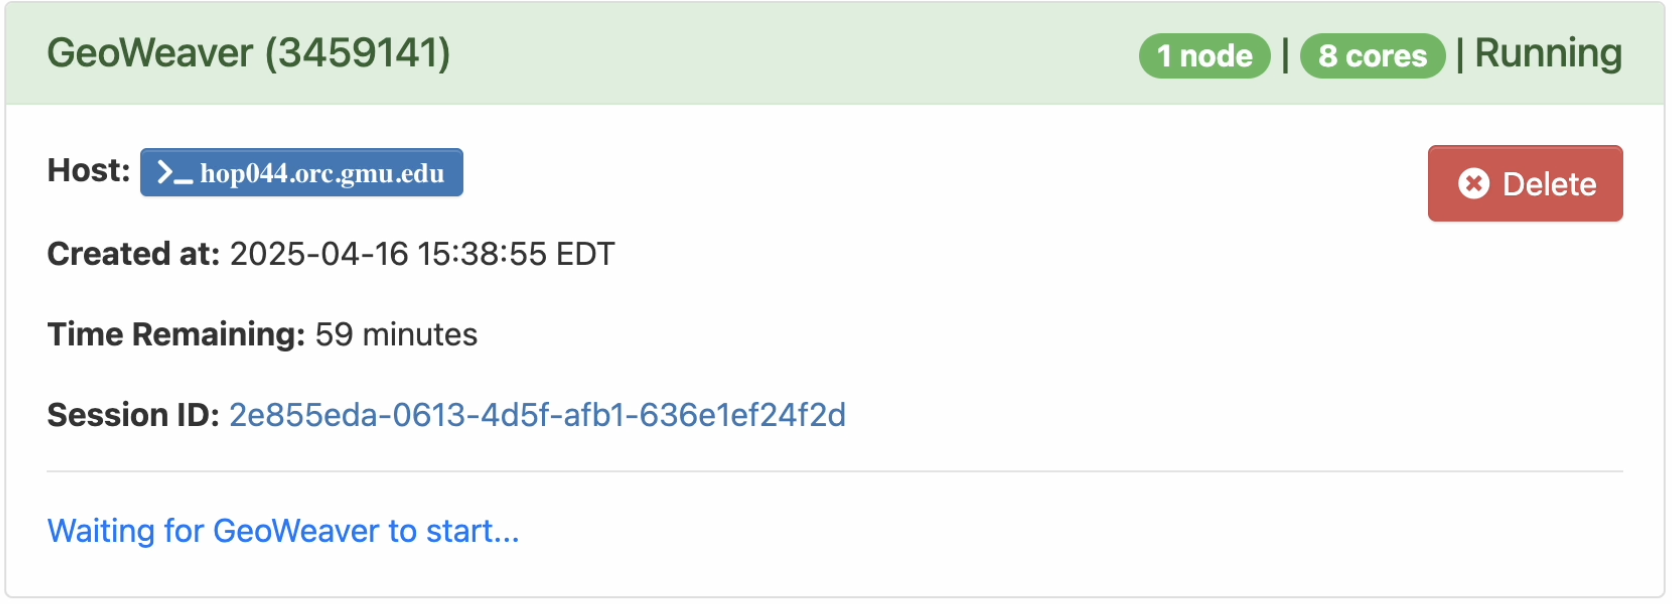 GeoWeaver (3459141) 1 node | 8 cores | Running
Host: >_ hop044.orc.gmu.edu Delete
Created at: 2025-04-16 15:38:55 EDT
Time Remaining: 59 minutes
Session ID: 2e855eda-0613-4d5f-afb1-636e1ef24f2d
Waiting for GeoWeaver to start...